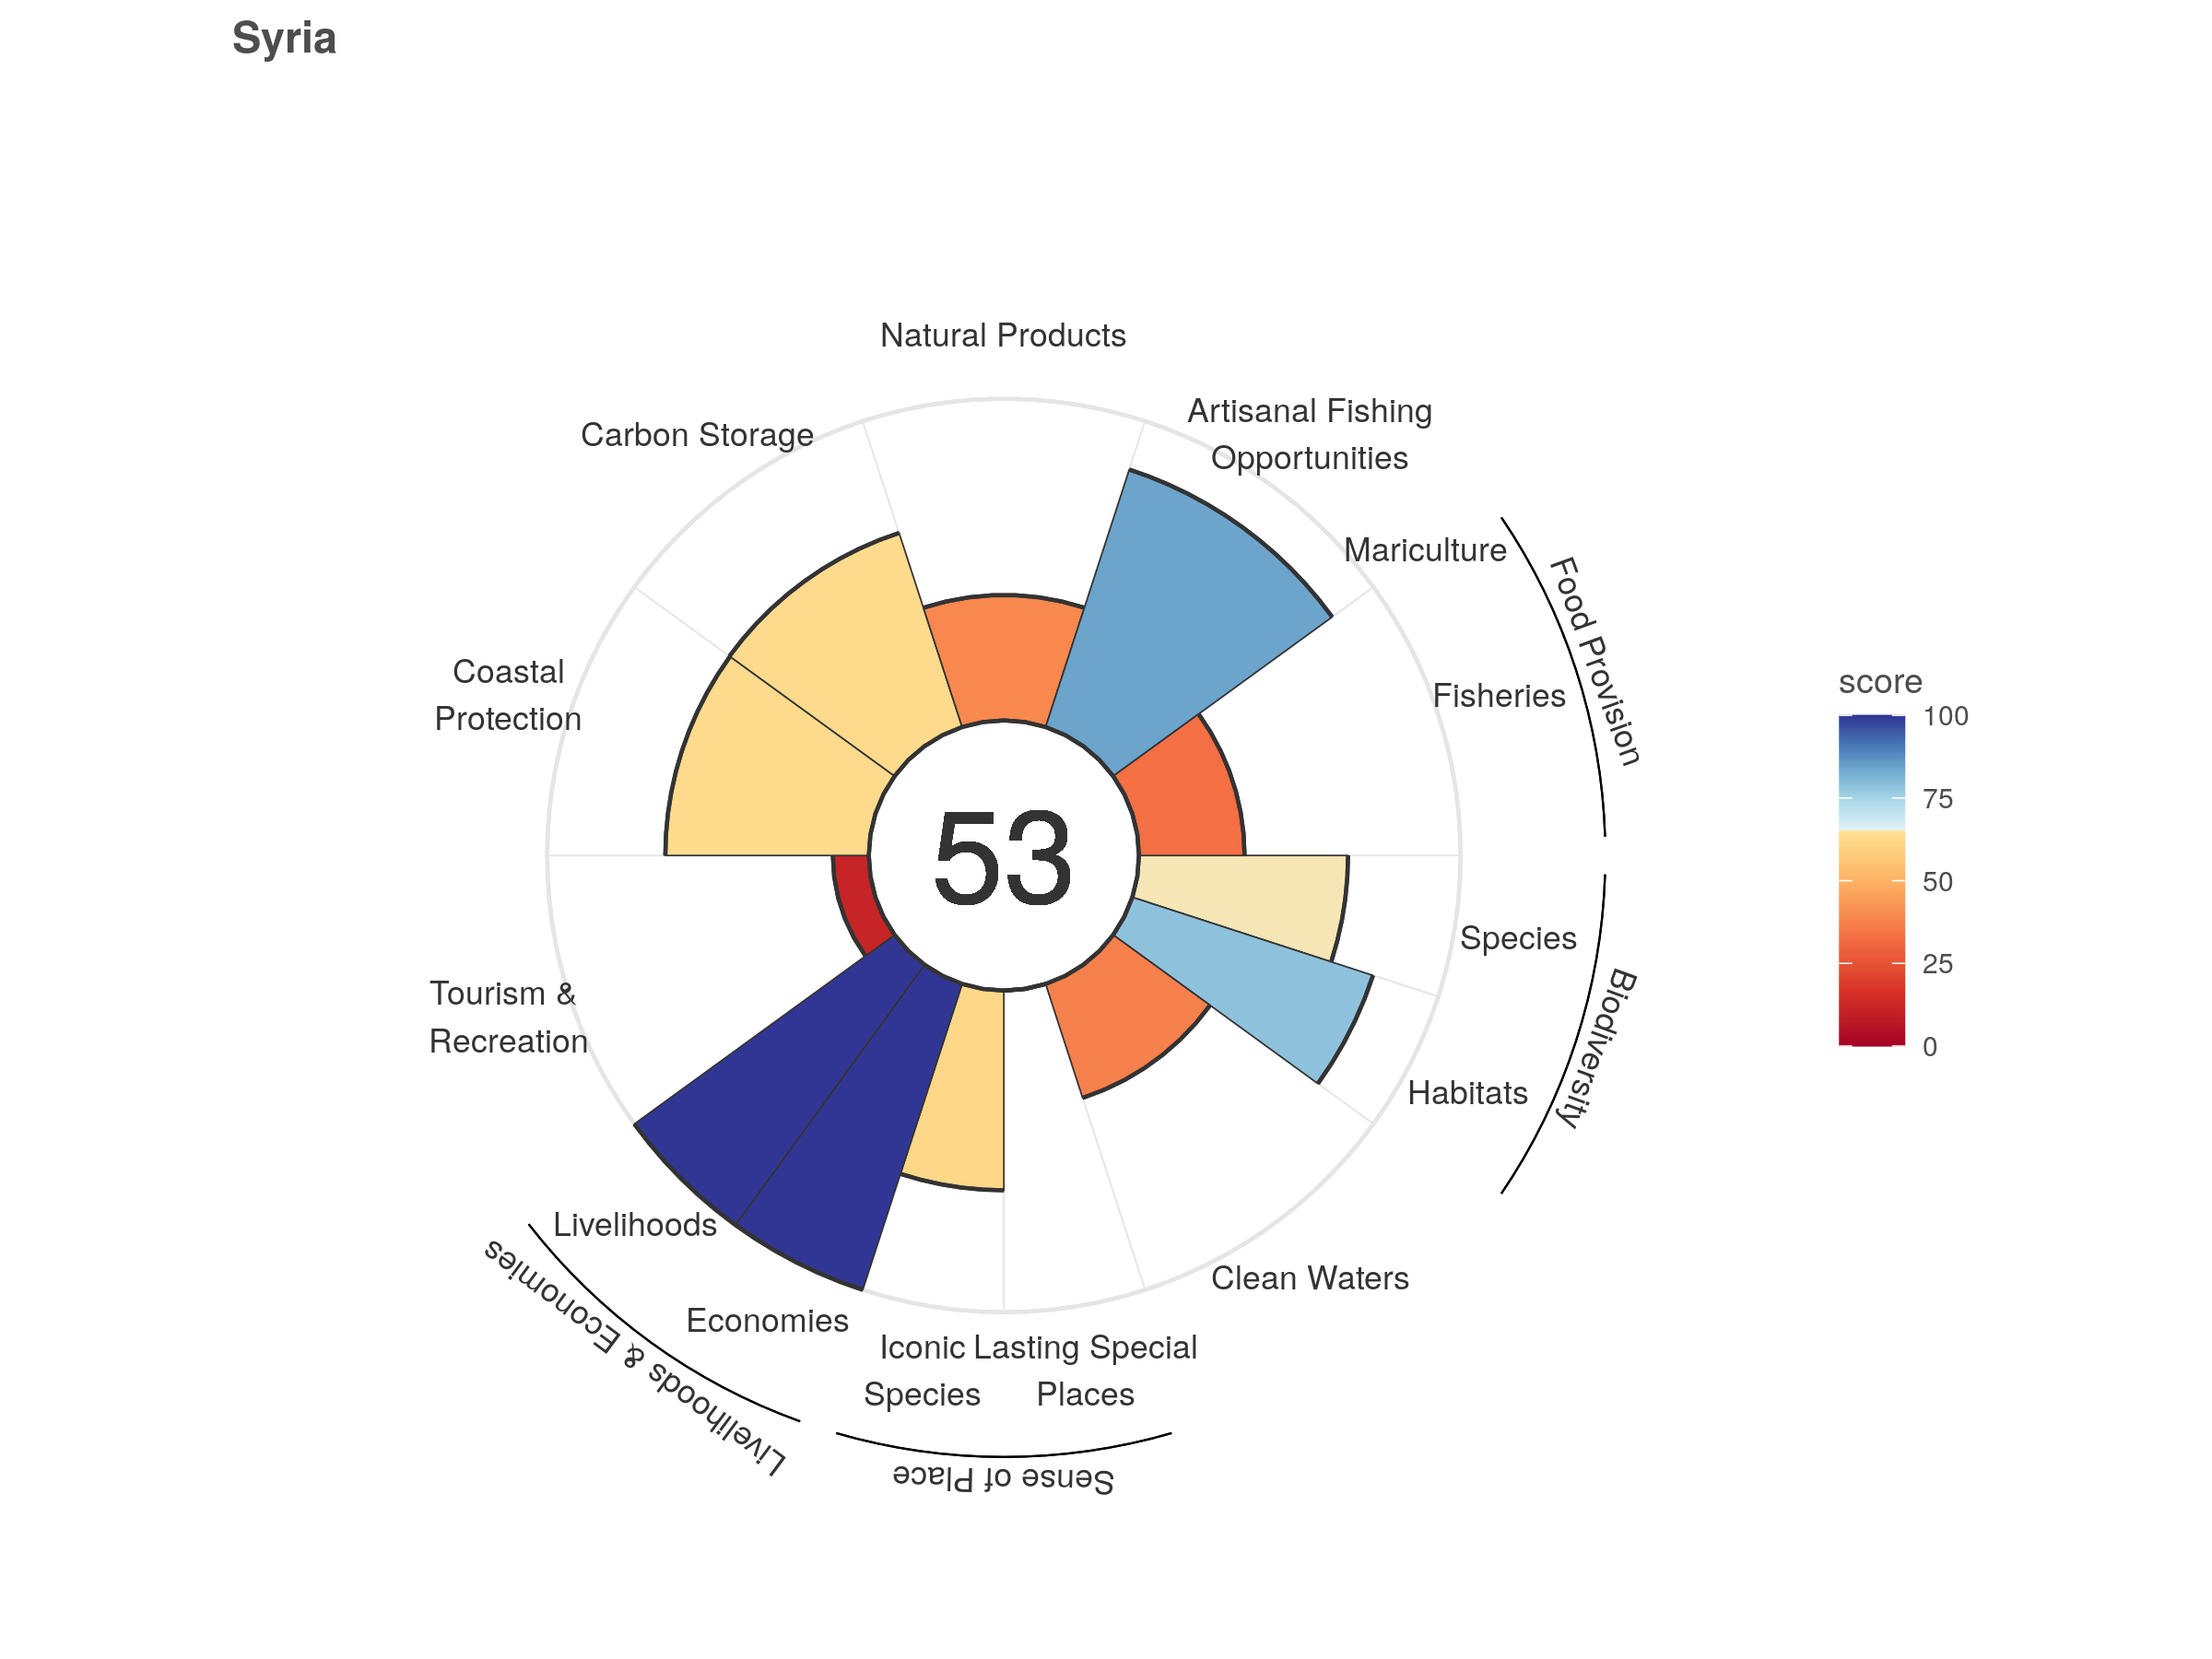 Syria
Natural Products
Artisanal Fishing
Opportunities
Carbon Storage
Mariculture
Food Provision
Fisheries
Coastal
Protection
53
score
100
75
50
25
0
Species
Biodiversity
Habitats
Tourism &
Recreation
Livelihoods
Economies
Livelihoods & Economies
Clean Waters
Iconic
Species
Lasting Special
Places
Sense of Place